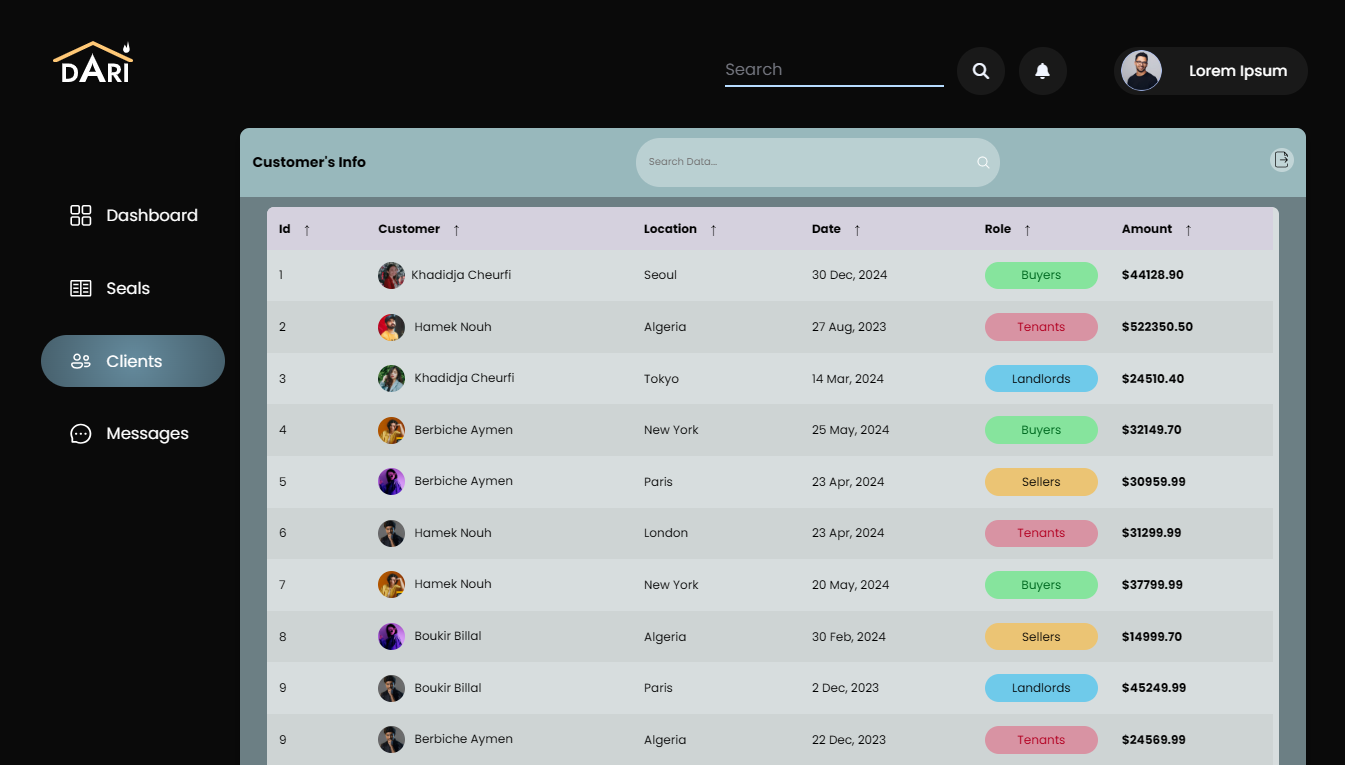 DARI
Search
Lorem Ipsum
Customer's Info
Search Data...
Dashboard
Seals
Clients
Messages
Id ↑ Customer ↑ Location ↑ Date ↑ Role ↑ Amount ↑
1 Khadidja Cheurfi Seoul 30 Dec, 2024 Buyers $44128.90
2 Hamek Nouh Algeria 27 Aug, 2023 Tenants $522350.50
3 Khadidja Cheurfi Tokyo 14 Mar, 2024 Landlords $24510.40
4 Berbiche Aymen New York 25 May, 2024 Buyers $32149.70
5 Berbiche Aymen Paris 23 Apr, 2024 Sellers $30959.99
6 Hamek Nouh London 23 Apr, 2024 Tenants $31299.99
7 Hamek Nouh New York 20 May, 2024 Buyers $37799.99
8 Boukir Billal Algeria 30 Feb, 2024 Sellers $14999.70
9 Boukir Billal Paris 2 Dec, 2023 Landlords $45249.99
9 Berbiche Aymen Algeria 22 Dec, 2023 Tenants $24569.99